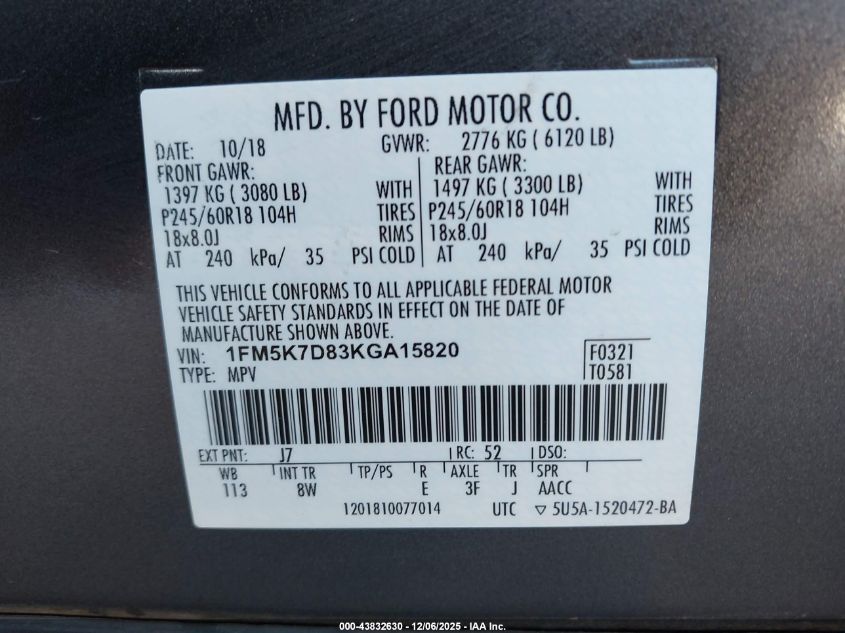 MFD. BY FORD MOTOR CO.
DATE: 10/18 GVWR: 2776 KG ( 6120 LB)
FRONT GAWR: REAR GAWR:
1397 KG ( 3080 LB) WITH 1497 KG ( 3300 LB) WITH
P245/60R18 104H TIRES P245/60R18 104H TIRES
18x8.0J RIMS 18x8.0J RIMS
AT 240 kPa/ 35 PSI COLD AT 240 kPa/ 35 PSI COLD
THIS VEHICLE CONFORMS TO ALL APPLICABLE FEDERAL MOTOR
VEHICLE SAFETY STANDARDS IN EFFECT ON THE DATE OF
MANUFACTURE SHOWN ABOVE.
VIN: 1FM5K7D83KGA15820 F0321
TYPE: MPV T0581
EXT PNT: J7 RC: 52 DSO:
WB INT TR TP/PS R AXLE TR SPR
113 8W E 3F J AACC
1201810077014 UTC ▽ 5U5A-1520472-BA
000-43832630 - 12/06/2025 - IAA Inc.